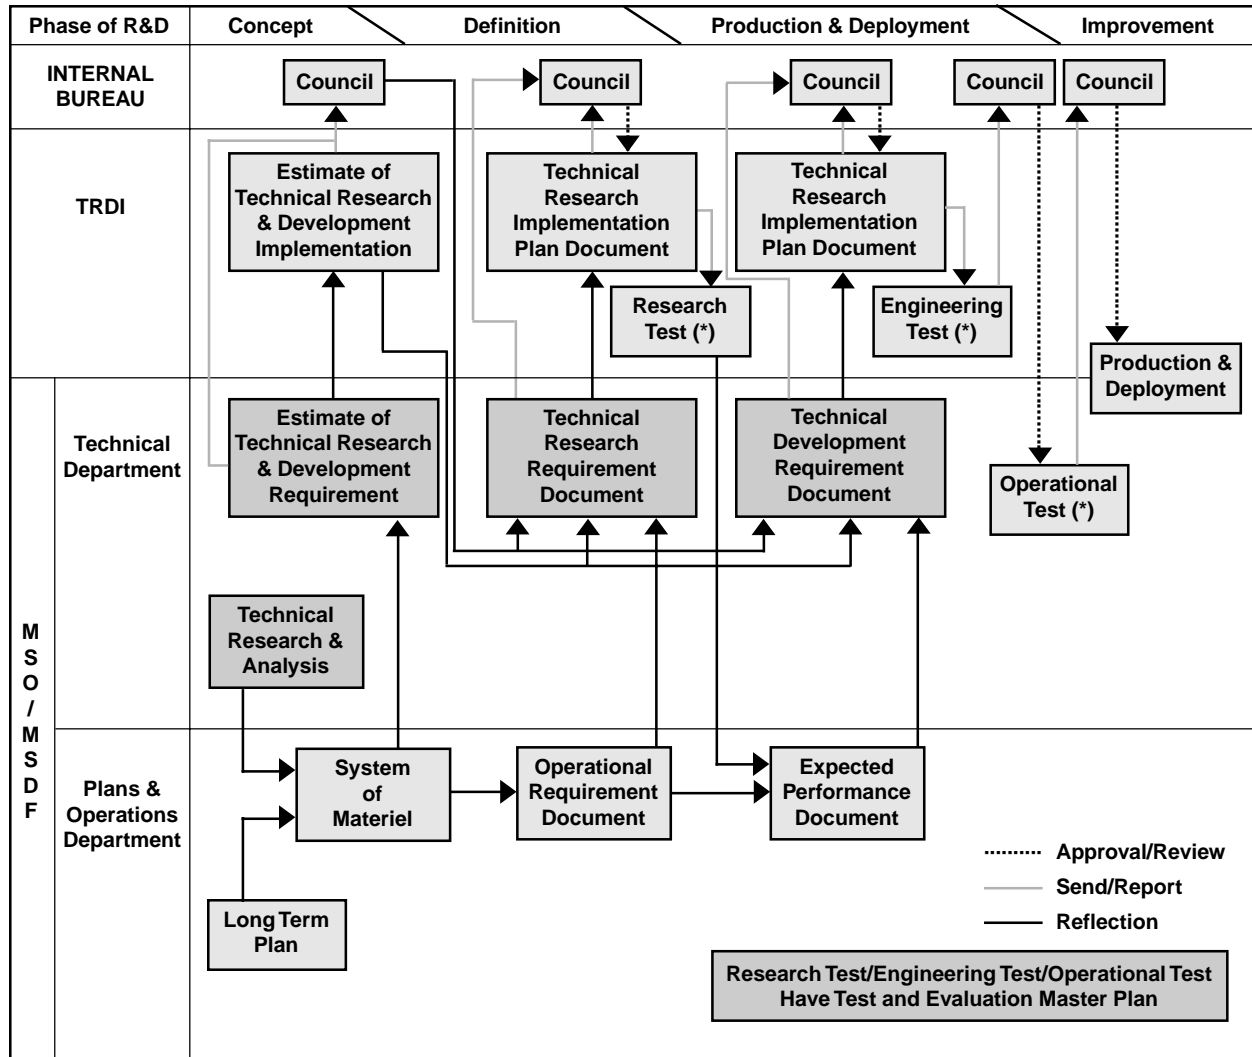 Phase of R&D
Concept
Definition
Production & Deployment
Improvement
INTERNAL
BUREAU
Council
Council
Council
Council
Council
TRDI
Estimate of
Technical Research
& Development
Implementation
Technical
Research
Implementation
Plan Document
Technical
Research
Implementation
Plan Document
Research
Test (*)
Engineering
Test (*)
Production &
Deployment
M
S
O
/
M
S
D
F
Technical
Department
Estimate of
Technical Research
& Development
Requirement
Technical
Research
Requirement
Document
Technical
Development
Requirement
Document
Operational
Test (*)
Technical
Research &
Analysis
Plans &
Operations
Department
System
of
Materiel
Operational
Requirement
Document
Expected
Performance
Document
Long Term
Plan
Approval/Review
Send/Report
Reflection
Research Test/Engineering Test/Operational Test
Have Test and Evaluation Master Plan